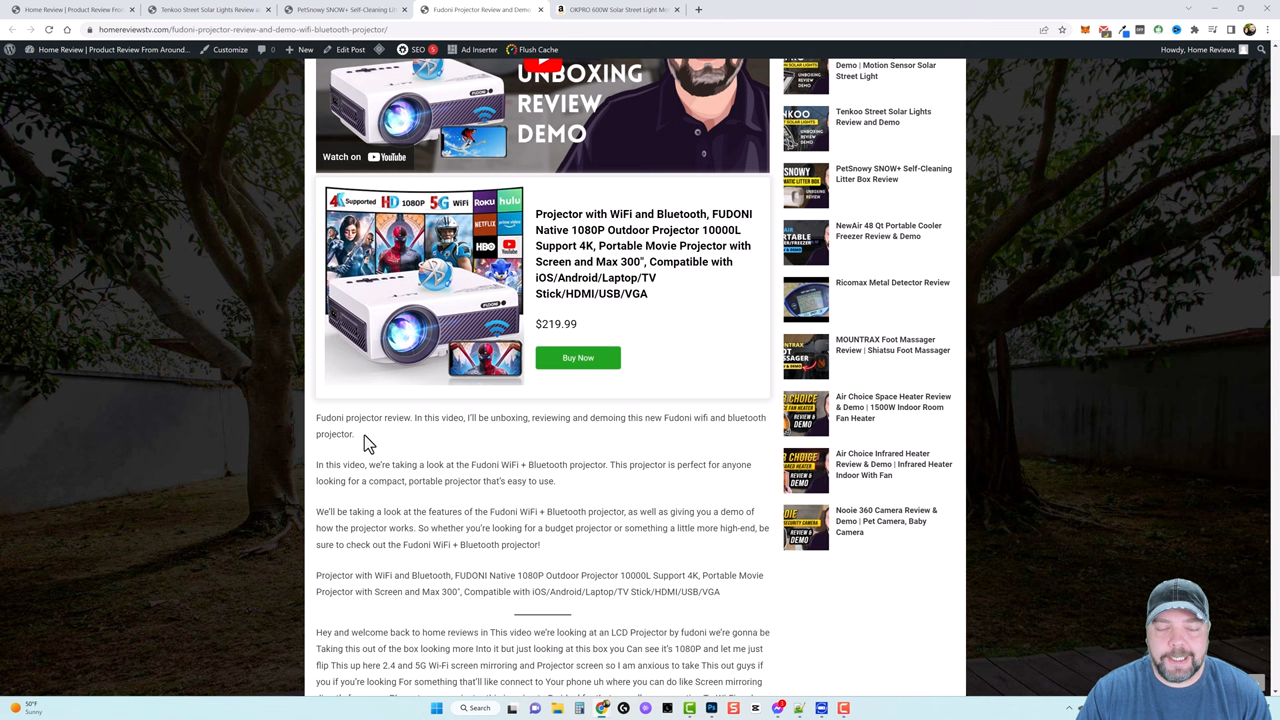 Home Review | Product Review From
Tenkoo Street Solar Lights Review a
PetSnowy SNOW+ Self-Cleaning Lit
Fudoni Projector Review and Demo
OKPRO 600W Solar Street Light Mo
homereviewstv.com/fudoni-projector-review-and-demo-wifi-bluetooth-projector/
Home Review | Product Review From Around...
Customize
0
New
Edit Post
SEO
5
Ad Inserter
Flush Cache
Howdy, Home Reviews
UNBOXING
REVIEW
DEMO
Watch on YouTube
4K Supported HD 1080P 5G WiFi Roku hulu
NETFLIX prime video
HBO YouTube
FUDONI
Projector with WiFi and Bluetooth, FUDONI
Native 1080P Outdoor Projector 10000L
Support 4K, Portable Movie Projector with
Screen and Max 300", Compatible with
iOS/Android/Laptop/TV
Stick/HDMI/USB/VGA
$219.99
Buy Now
Fudoni projector review. In this video, I'll be unboxing, reviewing and demoing this new Fudoni wifi and bluetooth
projector.
In this video, we're taking a look at the Fudoni WiFi + Bluetooth projector. This projector is perfect for anyone
looking for a compact, portable projector that's easy to use.
We'll be taking a look at the features of the Fudoni WiFi + Bluetooth projector, as well as giving you a demo of
how the projector works. So whether you're looking for a budget projector or something a little more high-end, be
sure to check out the Fudoni WiFi + Bluetooth projector!
Projector with WiFi and Bluetooth, FUDONI Native 1080P Outdoor Projector 10000L Support 4K, Portable Movie
Projector with Screen and Max 300", Compatible with iOS/Android/Laptop/TV Stick/HDMI/USB/VGA
Hey and welcome back to home reviews in This video we're looking at an LCD Projector by fudoni we're gonna be
Taking this out of the box looking more Into it but just looking at this box you Can see it's 1080P and let me just
flip This up here 2.4 and 5G Wi-Fi screen mirroring and Projector screen so I am anxious to take This out guys if
you if you're looking For something that'll like connect to Your phone uh where you can do like Screen mirroring
Demo | Motion Sensor Solar
Street Light
Tenkoo Street Solar Lights
Review and Demo
PetSnowy SNOW+ Self-Cleaning
Litter Box Review
NewAir 48 Qt Portable Cooler
Freezer Review & Demo
Ricomax Metal Detector Review
MOUNTRAX Foot Massager
Review | Shiatsu Foot Massager
Air Choice Space Heater Review
& Demo | 1500W Indoor Room
Fan Heater
Air Choice Infrared Heater
Review & Demo | Infrared Heater
Indoor With Fan
Nooie 360 Camera Review &
Demo | Pet Camera, Baby
Camera
50°F
Sunny
Search